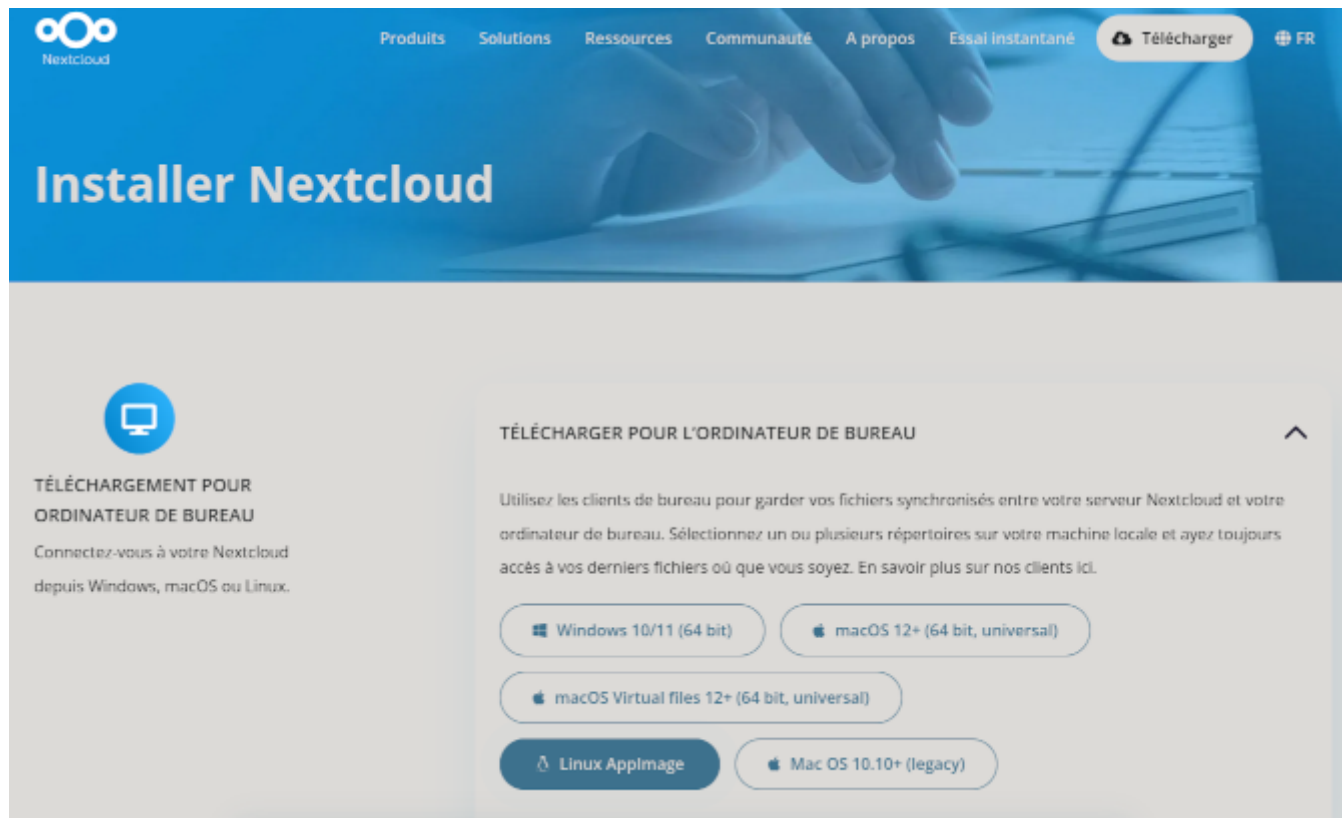 Nextcloud
Produits Solutions Ressources Communauté A propos Essai instantané Télécharger FR
Installer Nextcloud
TÉLÉCHARGEMENT POUR
ORDINATEUR DE BUREAU
Connectez-vous à votre Nextcloud
depuis Windows, macOS ou Linux.
TÉLÉCHARGER POUR L'ORDINATEUR DE BUREAU
Utilisez les clients de bureau pour garder vos fichiers synchronisés entre votre serveur Nextcloud et votre
ordinateur de bureau. Sélectionnez un ou plusieurs répertoires sur votre machine locale et ayez toujours
accès à vos derniers fichiers où que vous soyez. En savoir plus sur nos clients ici.
Windows 10/11 (64 bit) macOS 12+ (64 bit, universal)
macOS Virtual files 12+ (64 bit, universal)
Linux AppImage Mac OS 10.10+ (legacy)